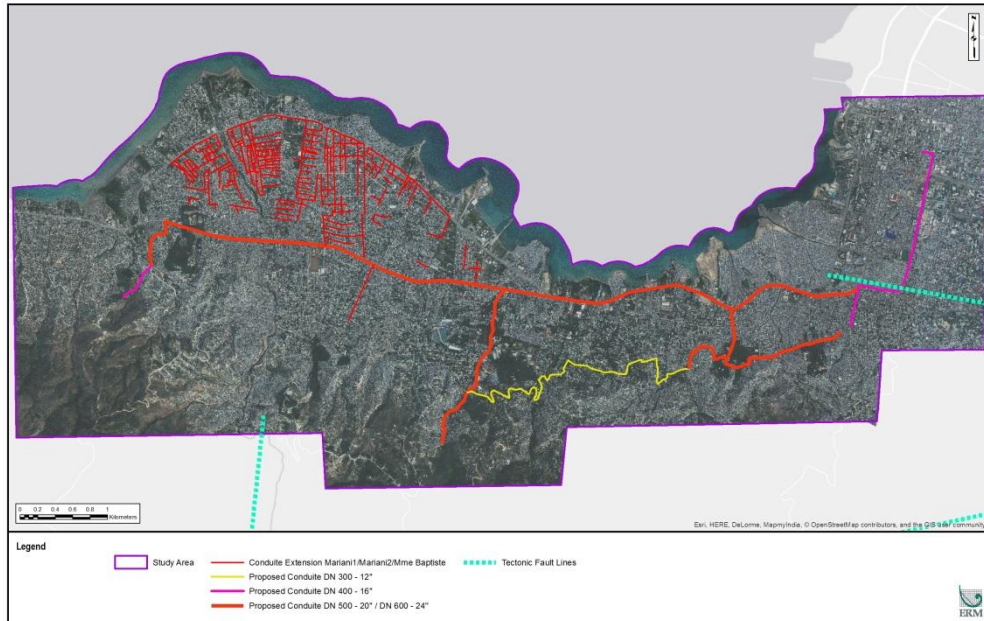 N
0 0.2 0.4 0.6 0.8 1
Kilometers
Esri, HERE, DeLorme, MapmyIndia, © OpenStreetMap contributors, and the GIS user community
Legend
Study Area
Conduite Extension Mariani1/Mariani2/Mme Baptiste
Tectonic Fault Lines
Proposed Conduite DN 300 - 12"
Proposed Conduite DN 400 - 16"
Proposed Conduite DN 500 - 20" / DN 600 - 24"
ERM